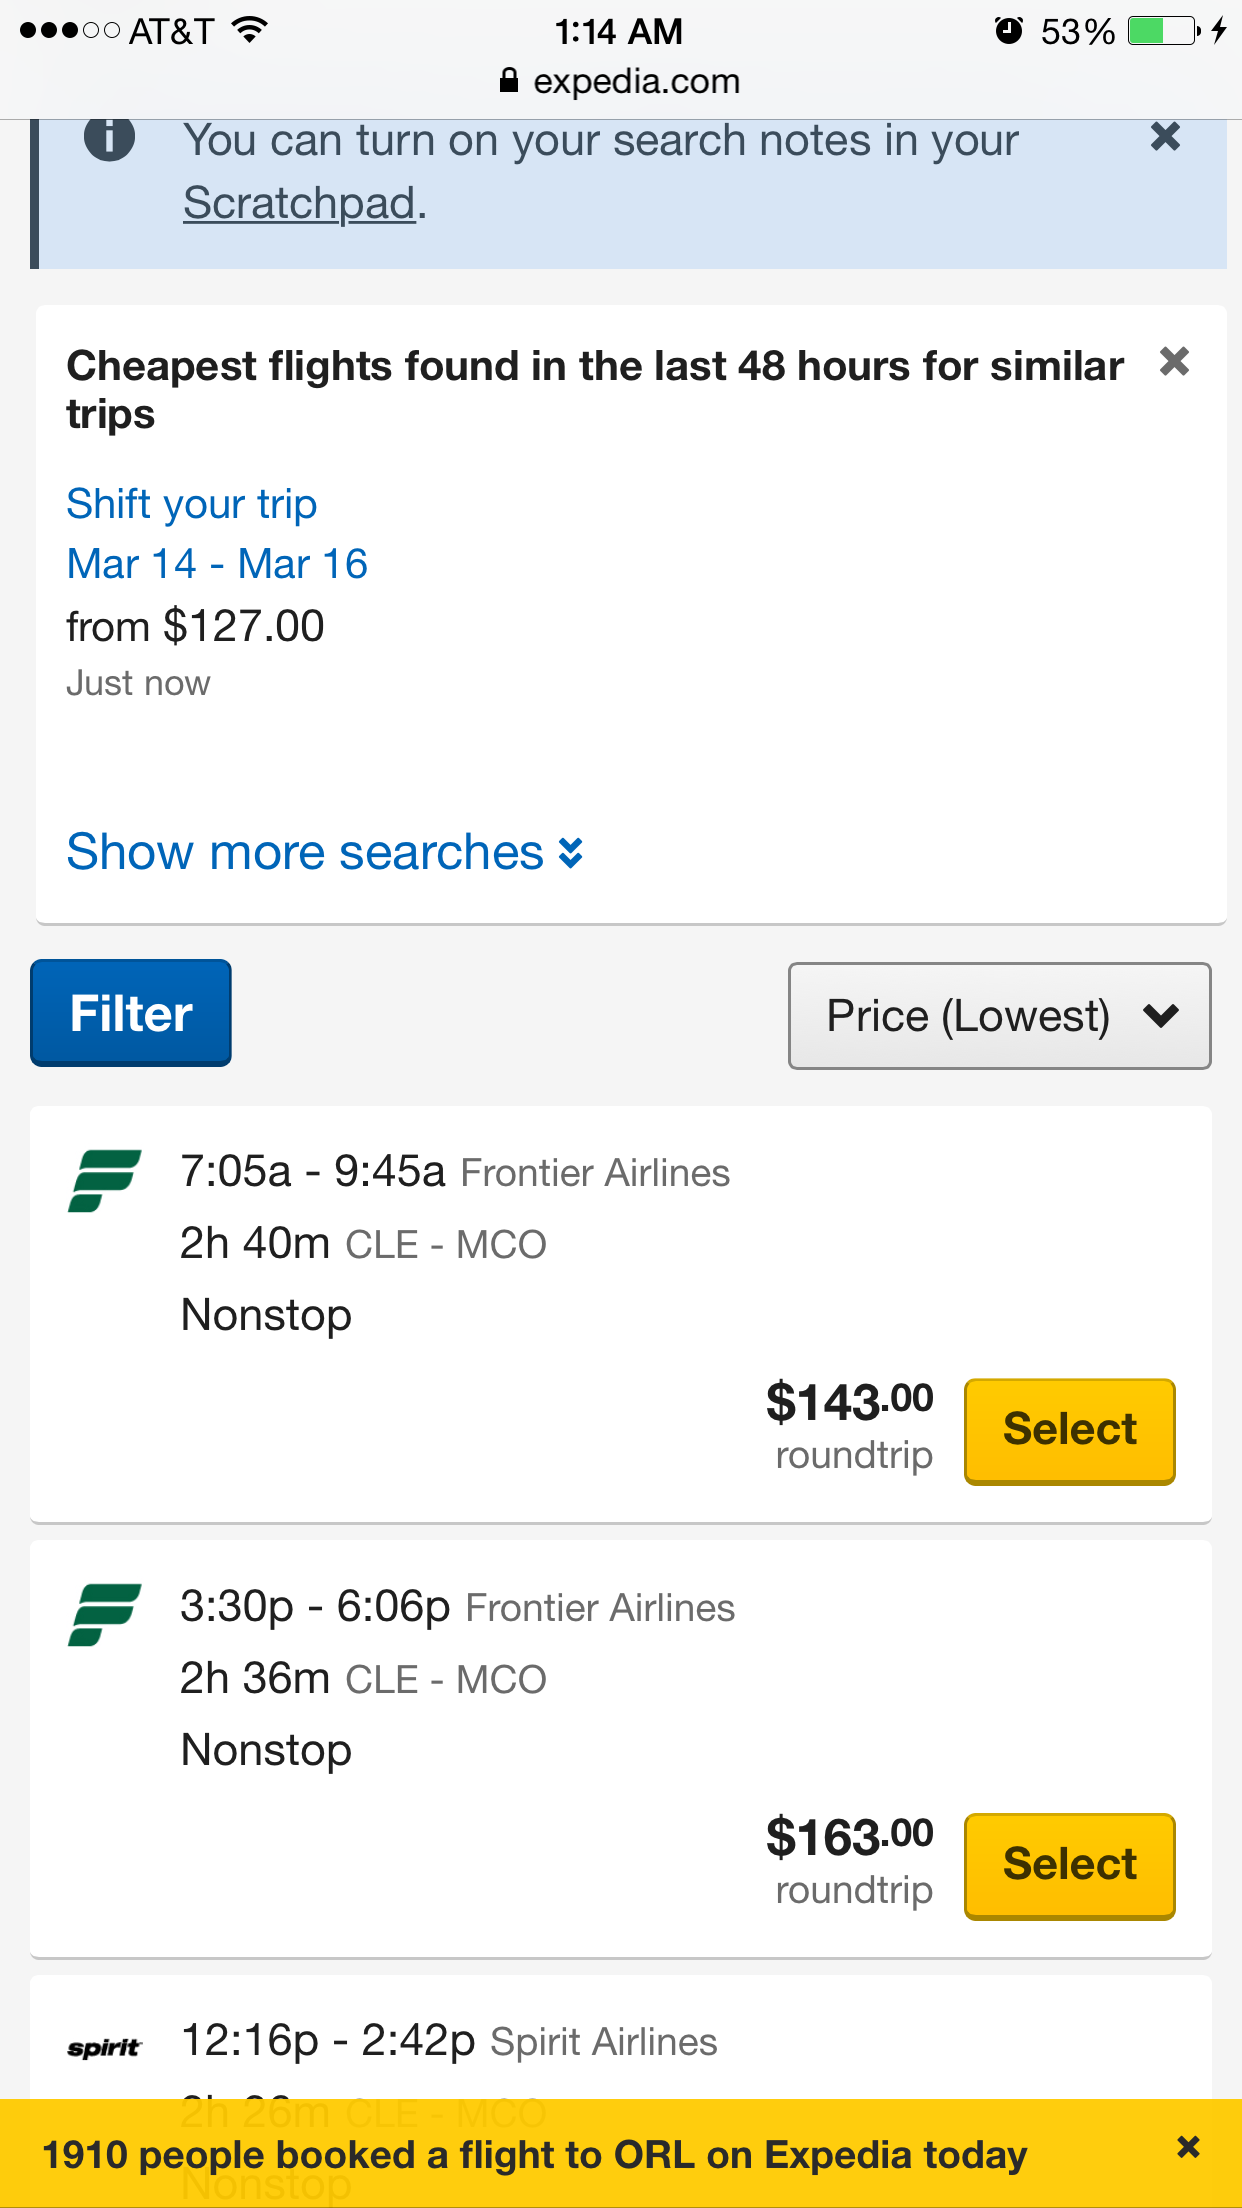 AT&T 1:14 AM 53%
expedia.com
You can turn on your search notes in your
Scratchpad.
Cheapest flights found in the last 48 hours for similar
trips
Shift your trip
Mar 14 - Mar 16
from $127.00
Just now
Show more searches
Filter
Price (Lowest)
7:05a - 9:45a Frontier Airlines
2h 40m CLE - MCO
Nonstop
$143.00
roundtrip
Select
3:30p - 6:06p Frontier Airlines
2h 36m CLE - MCO
Nonstop
$163.00
roundtrip
Select
spirit
12:16p - 2:42p Spirit Airlines
2h 26m CLE - MCO
1910 people booked a flight to ORL on Expedia today
Nonstop